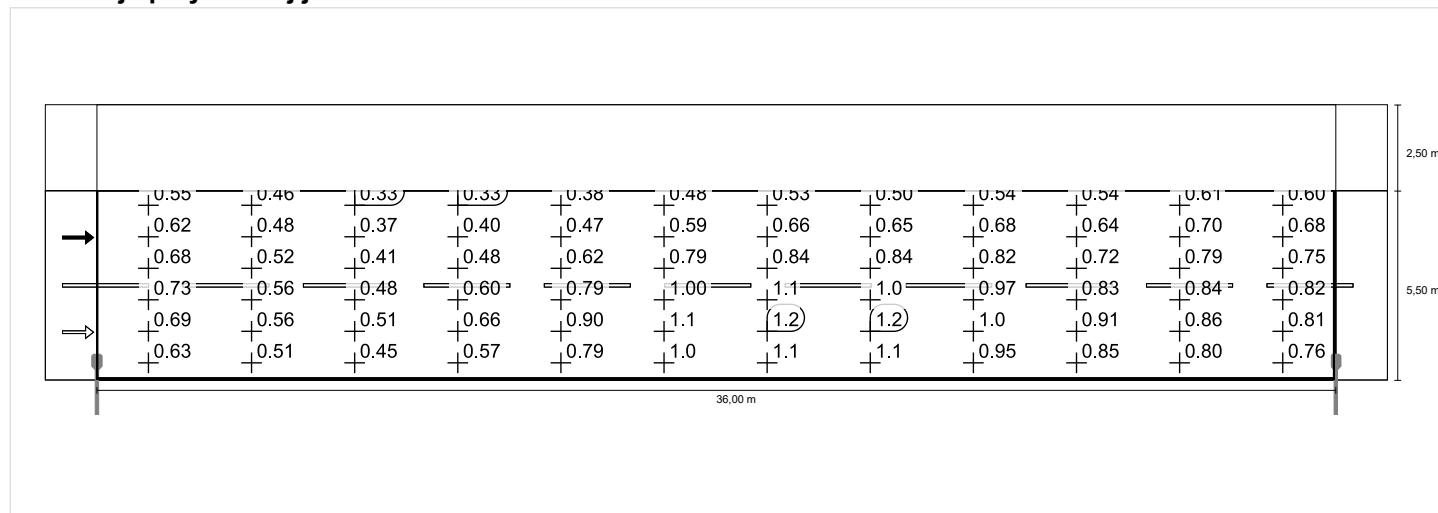 2,50 m
0.55 0.46 0.33 0.33 0.38 0.48 0.53 0.50 0.54 0.54 0.61 0.60
0.62 0.48 0.37 0.40 0.47 0.59 0.66 0.65 0.68 0.64 0.70 0.68
0.68 0.52 0.41 0.48 0.62 0.79 0.84 0.84 0.82 0.72 0.79 0.75
0.73 0.56 0.48 0.60 0.79 1.00 1.1 1.0 0.97 0.83 0.84 0.82
5,50 m
0.69 0.56 0.51 0.66 0.90 1.1 1.2 1.2 1.0 0.91 0.86 0.81
0.63 0.51 0.45 0.57 0.79 1.0 1.1 1.1 0.95 0.85 0.80 0.76
36,00 m